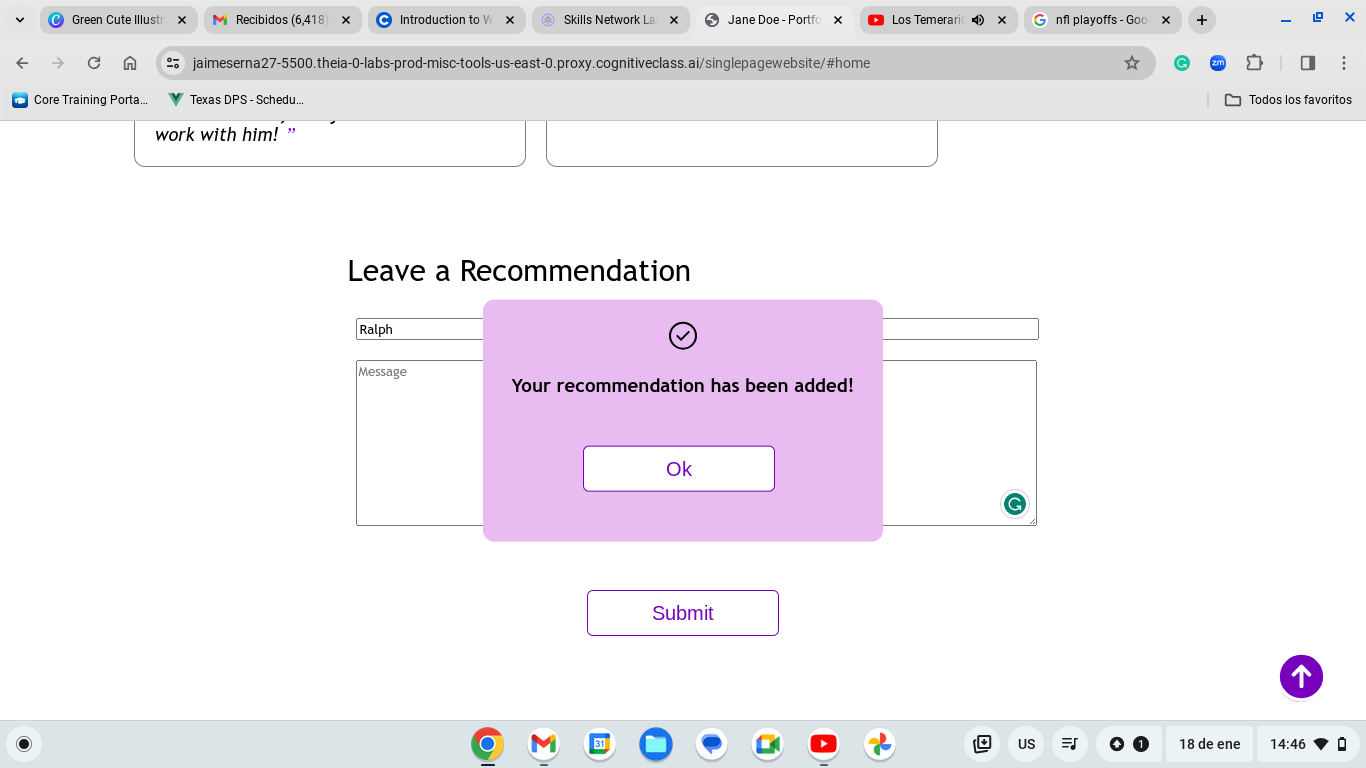 Green Cute Illustr
Recibidos (6,418)
Introduction to W
Skills Network La
Jane Doe - Portfo
Los Temerari
nfl playoffs - Goo
jaimeserna27-5500.theia-0-labs-prod-misc-tools-us-east-0.proxy.cognitiveclass.ai/singlepagewebsite/#home
zm
Core Training Porta…
Texas DPS - Schedu…
Todos los favoritos
work with him! ”
Leave a Recommendation
Ralph
Message
Your recommendation has been added!
Ok
Submit
31
US
1
18 de ene
14:46